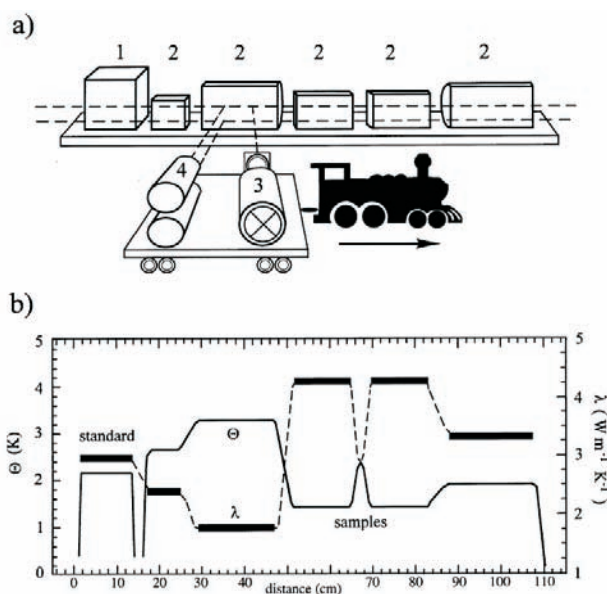 a)
1 2 2 2 2 2
4 3
b)
5 5
4 4
3 3
2 2
1 1
0
Θ (K)
λ ( W m⁻¹ K⁻¹)
standard
Θ
λ
samples
0 10 20 30 40 50 60 70 80 90 100 110
distance (cm)